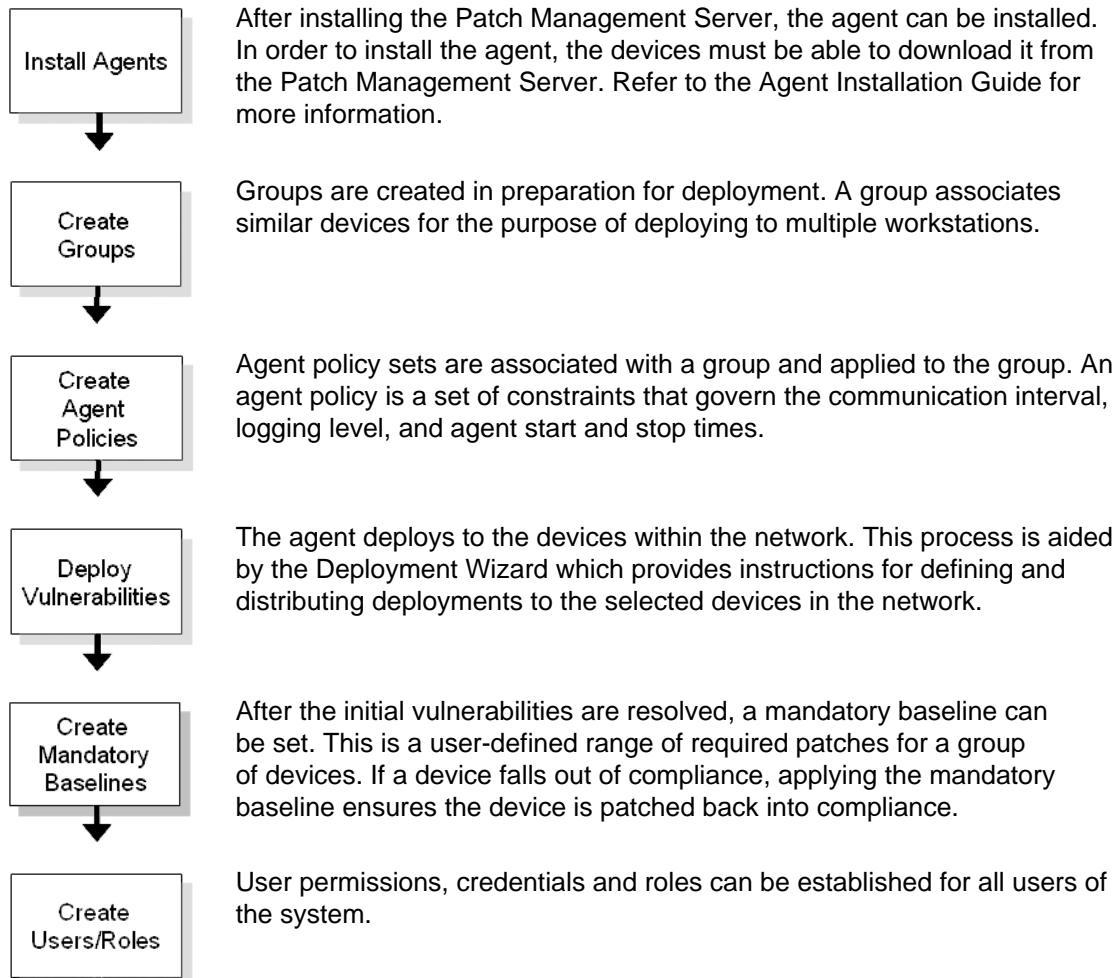 Install Agents
After installing the Patch Management Server, the agent can be installed.
In order to install the agent, the devices must be able to download it from
the Patch Management Server. Refer to the Agent Installation Guide for
more information.
Create
Groups
Groups are created in preparation for deployment. A group associates
similar devices for the purpose of deploying to multiple workstations.
Create
Agent
Policies
Agent policy sets are associated with a group and applied to the group. An
agent policy is a set of constraints that govern the communication interval,
logging level, and agent start and stop times.
Deploy
Vulnerabilities
The agent deploys to the devices within the network. This process is aided
by the Deployment Wizard which provides instructions for defining and
distributing deployments to the selected devices in the network.
Create
Mandatory
Baselines
After the initial vulnerabilities are resolved, a mandatory baseline can
be set. This is a user-defined range of required patches for a group
of devices. If a device falls out of compliance, applying the mandatory
baseline ensures the device is patched back into compliance.
Create
Users/Roles
User permissions, credentials and roles can be established for all users of
the system.